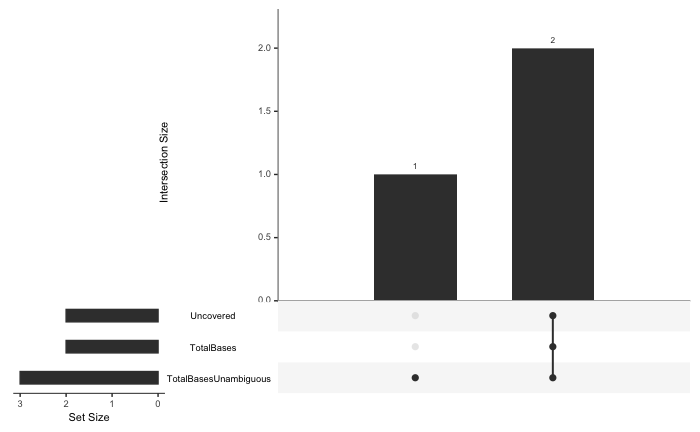 2
2.0
1.5
Intersection Size
1
1.0
0.5
0.0
Uncovered
TotalBases
TotalBasesUnambiguous
3 2 1 0
Set Size